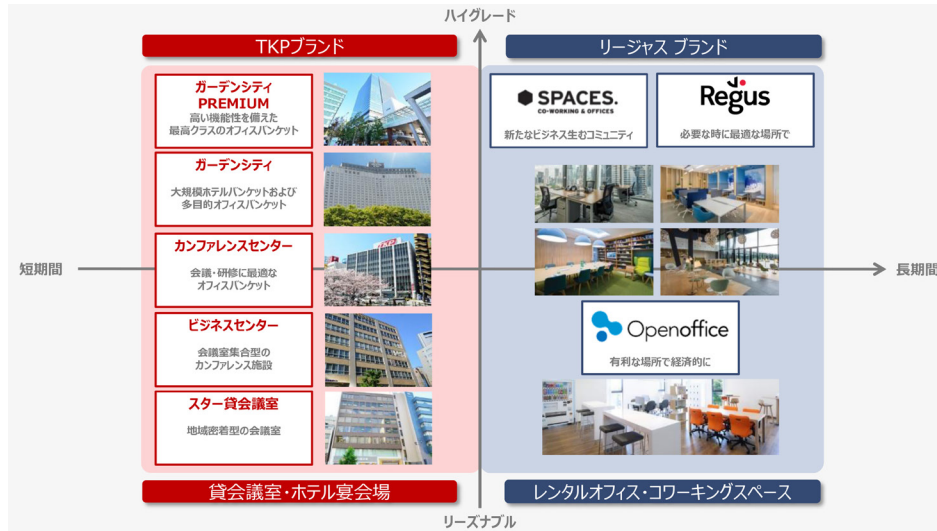 ハイグレード
TKPブランド
リージャス ブランド
ガーデンシティ
PREMIUM
高い機能性を備えた
最高クラスのオフィスバンケット
SPACES.
CO-WORKING & OFFICES
新たなビジネス生むコミュニティ
Regus
必要な時に最適な場所で
ガーデンシティ
大規模ホテルバンケットおよび
多目的オフィスバンケット
カンファレンスセンター
会議・研修に最適な
オフィスバンケット
短期間
長期間
ビジネスセンター
会議室集合型の
カンファレンス施設
Openoffice
有利な場所で経済的に
スター貸会議室
地域密着型の会議室
貸会議室・ホテル宴会場
レンタルオフィス・コワーキングスペース
リーズナブル